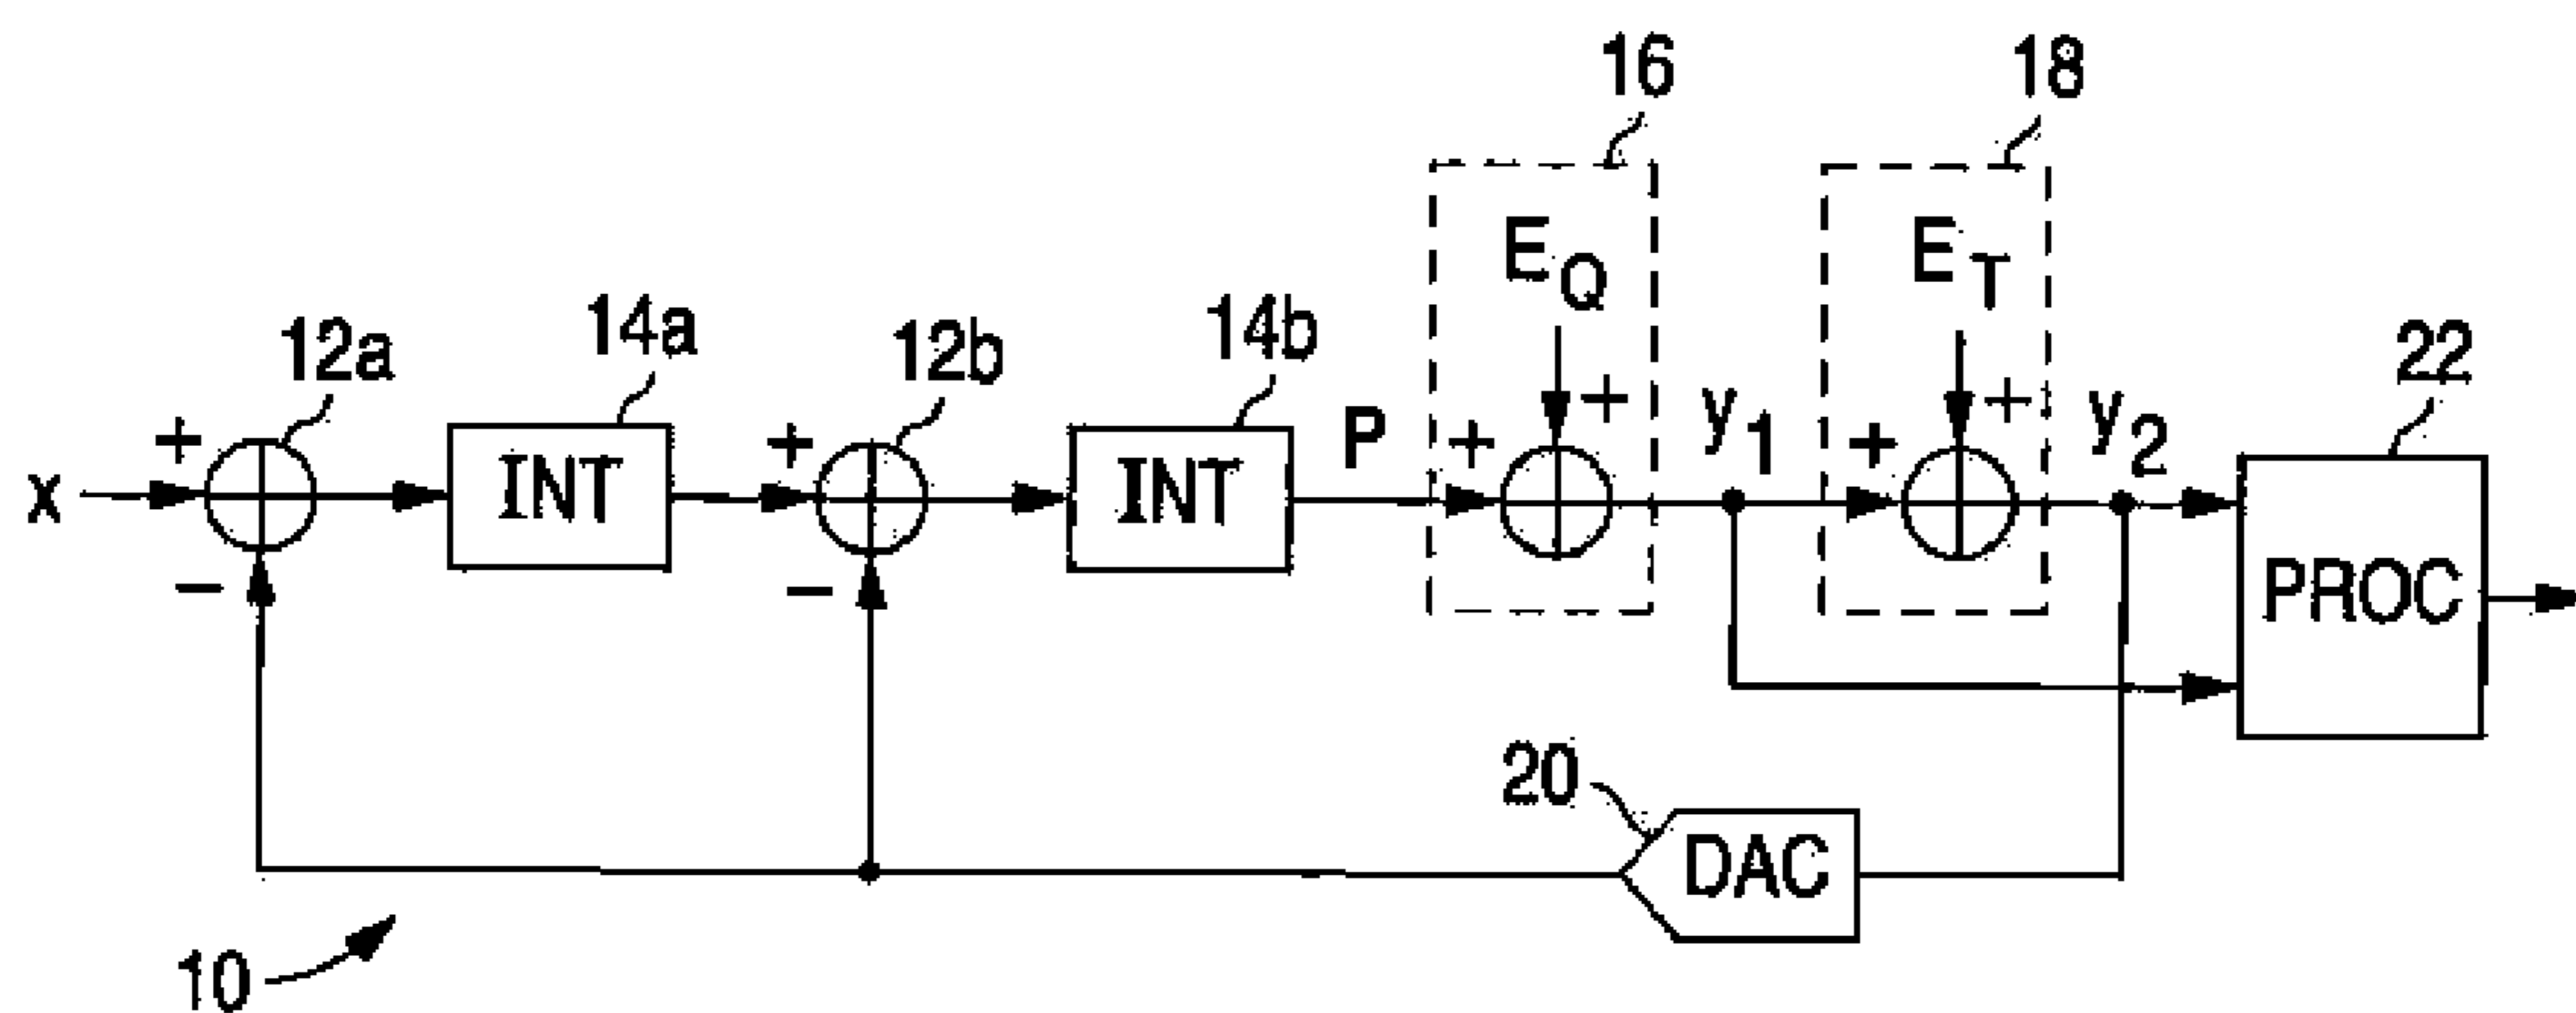 16
18
E_Q
E_T
12a
14a
12b
14b
22
+
+
P
+
+
y_1
+
+
y_2
x
INT
INT
−
−
PROC
20
DAC
10